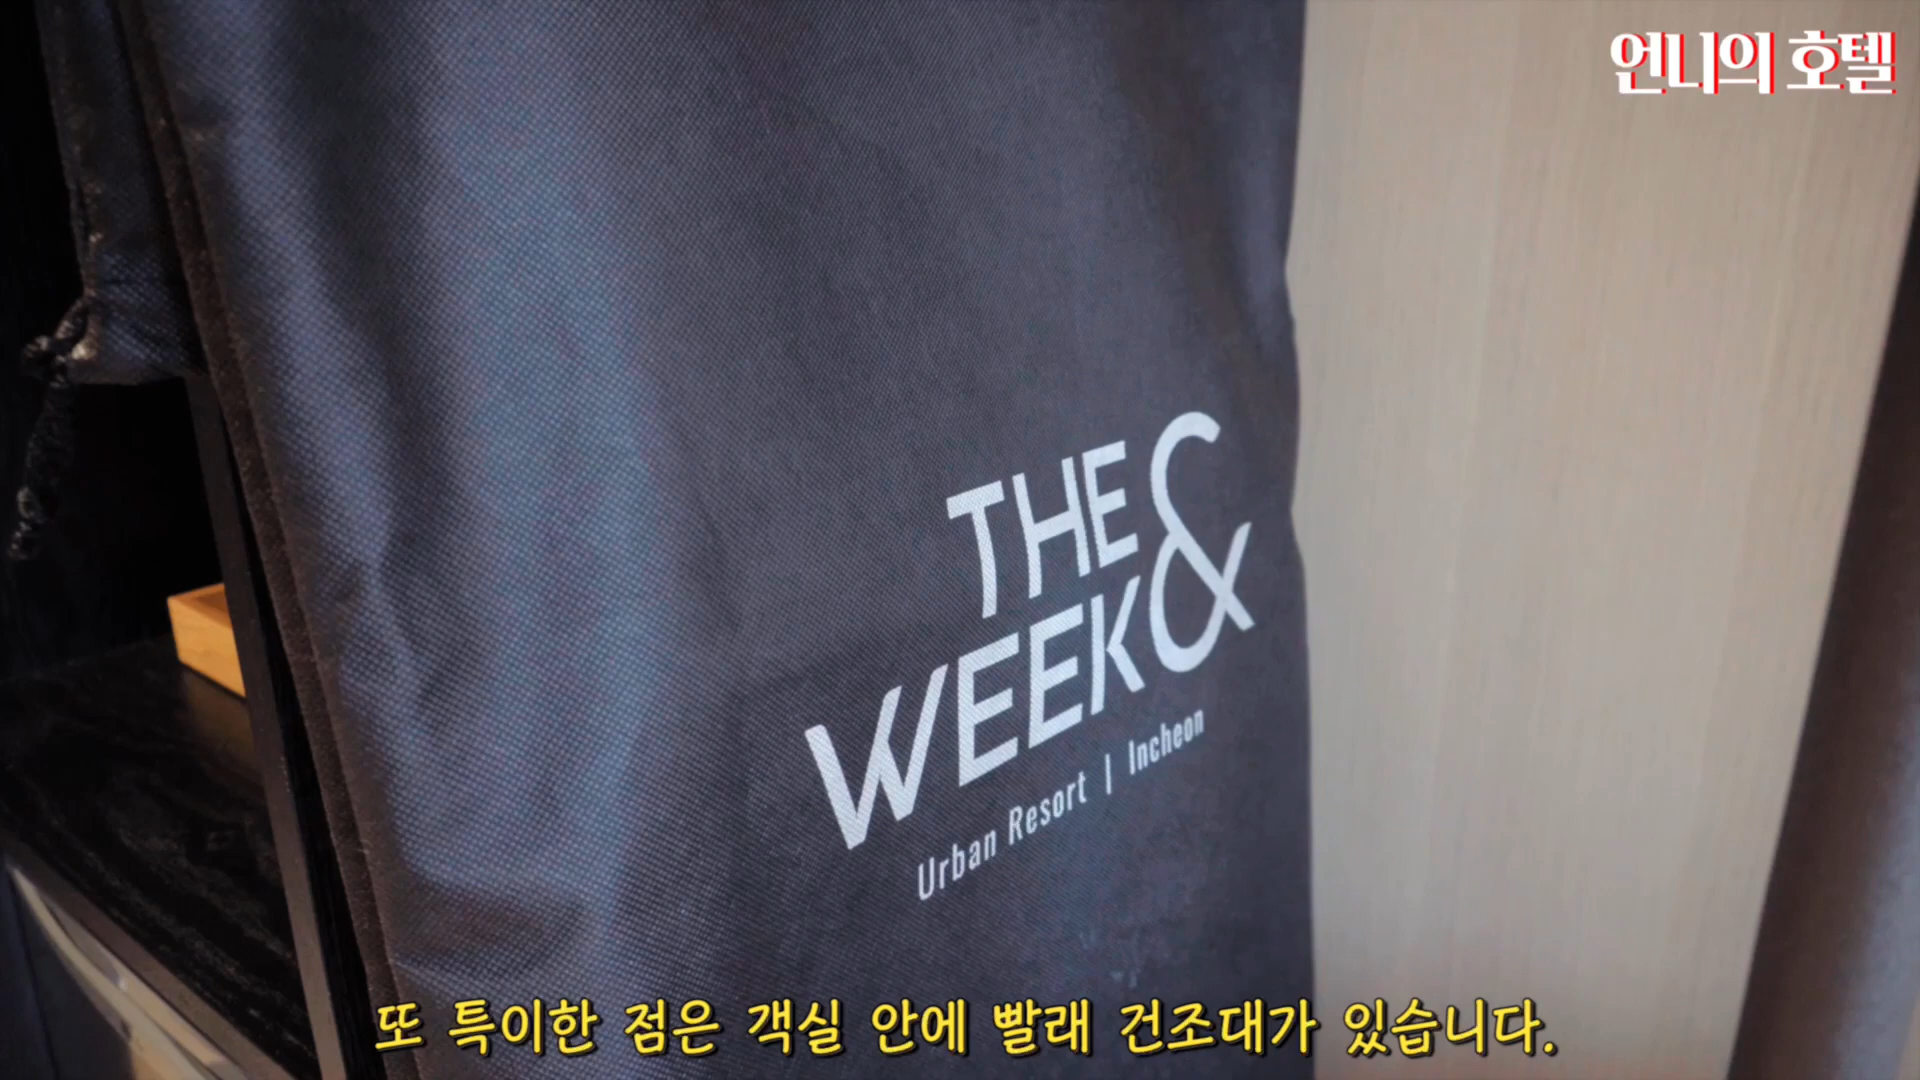 언니의 호텔
THE
WEEK&
Urban Resort | Incheon
또 특이한 점은 객실 안에 빨래 건조대가 있습니다.